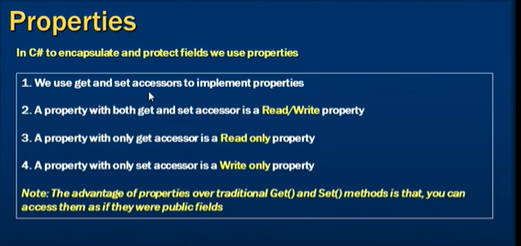 Properties
In C# to encapsulate and protect fields we use properties
1. We use get and set accessors to implement properties
2. A property with both get and set accessor is a Read/Write property
3. A property with only get accessor is a Read only property
4. A property with only set accessor is a Write only property
Note: The advantage of properties over traditional Get() and Set() methods is that, you can
access them as if they were public fields